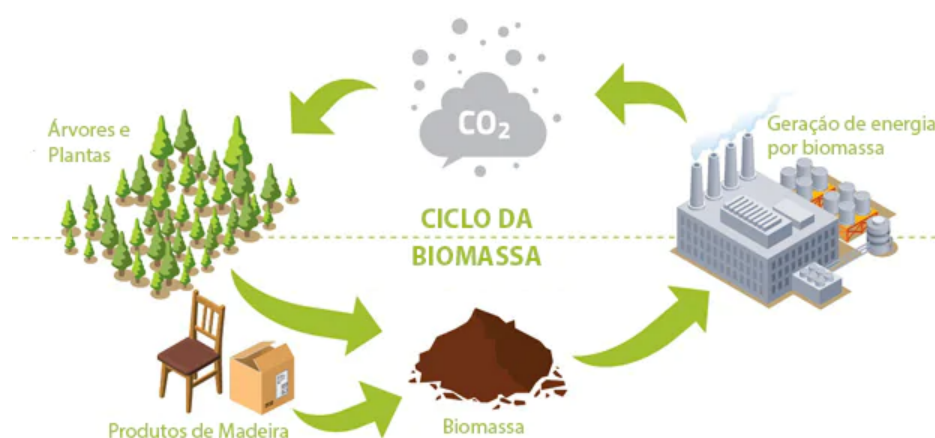 CO₂
Árvores e
Plantas
Geração de energia
por biomassa
CICLO DA
BIOMASSA
Produtos de Madeira
Biomassa